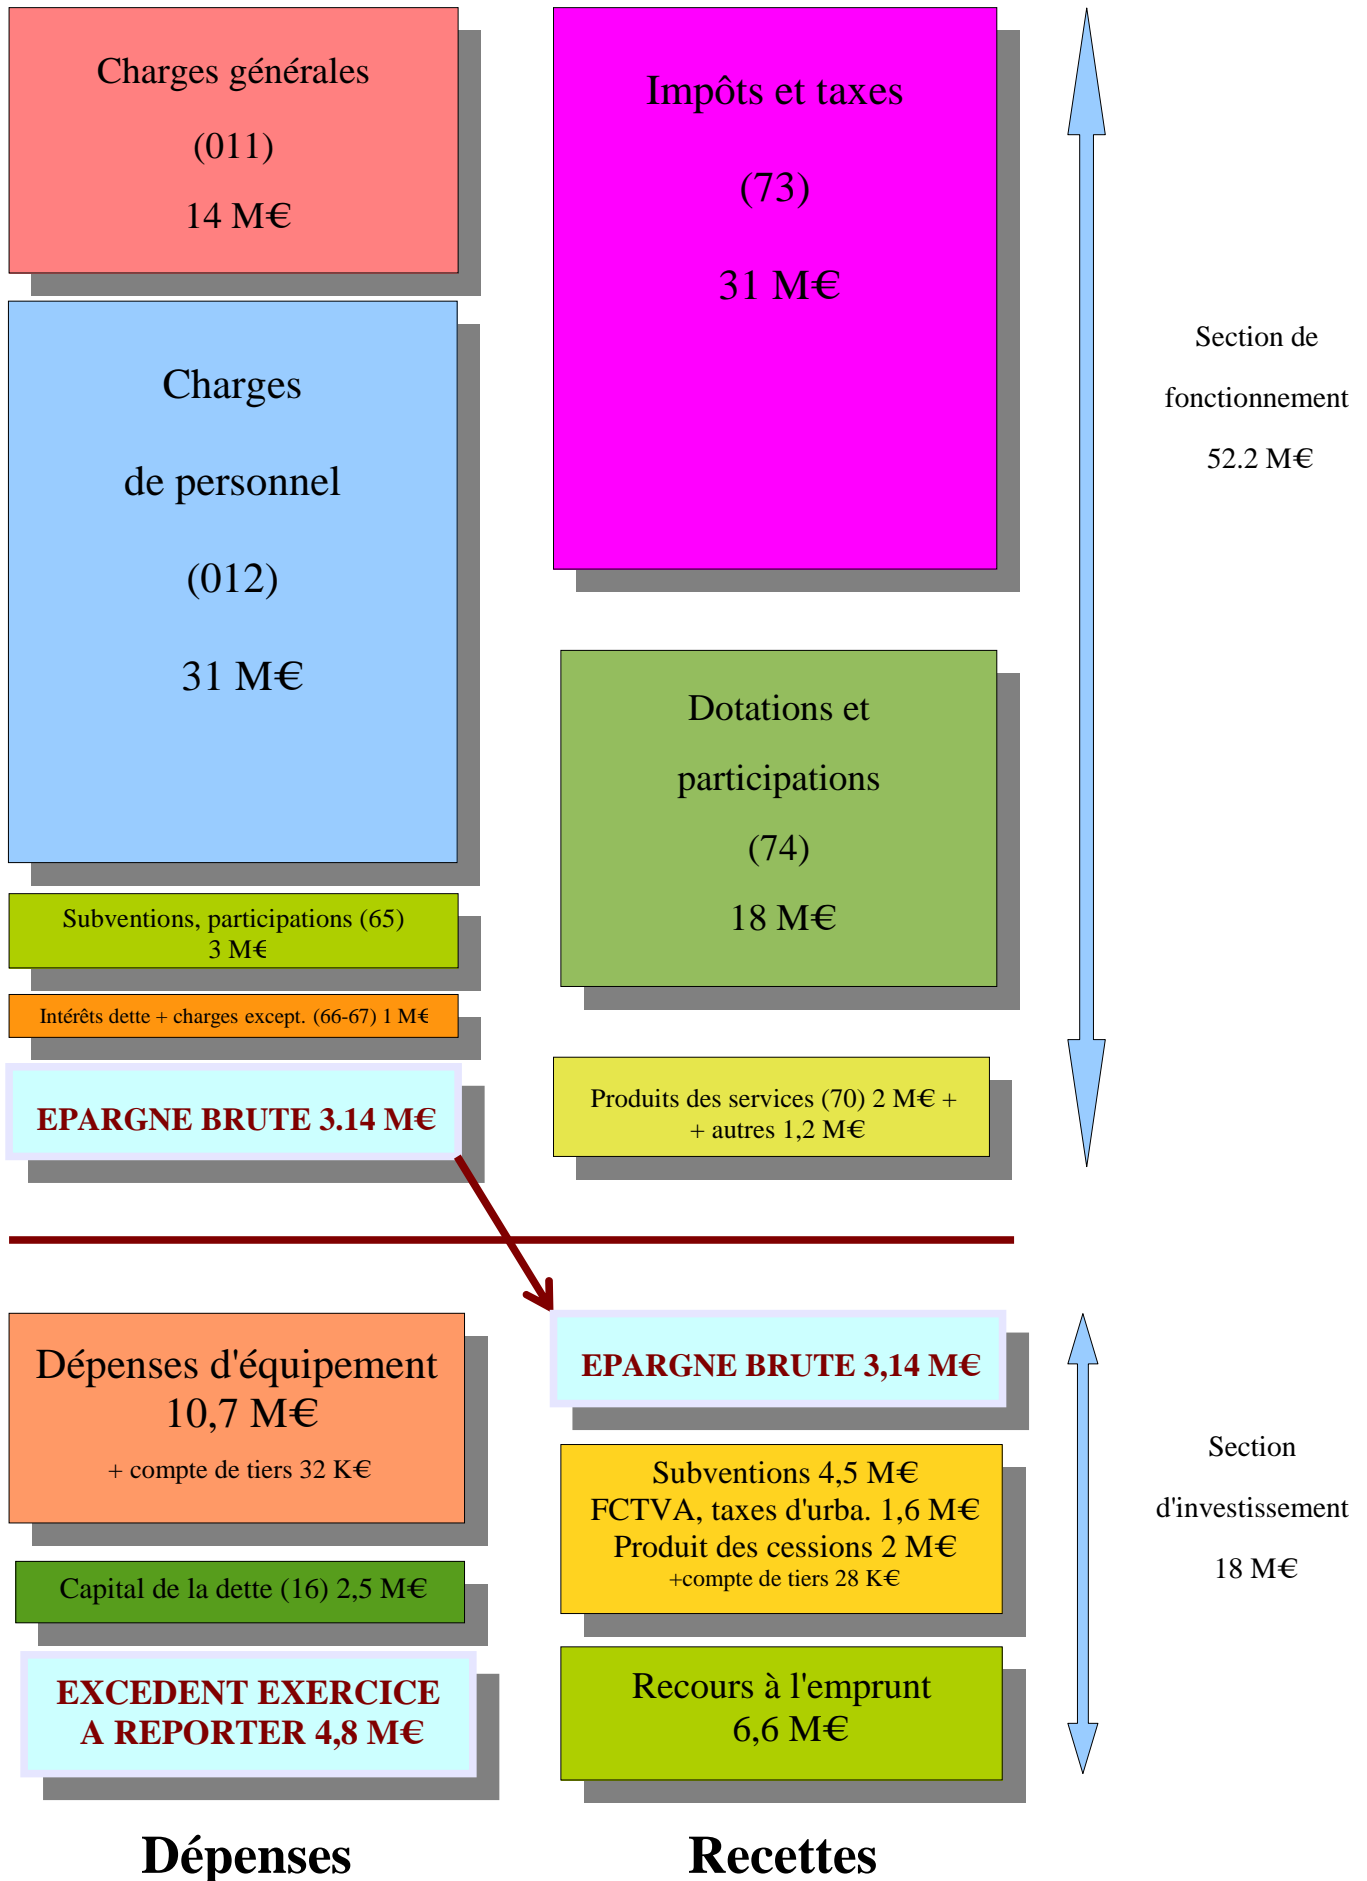 Charges générales
(011)
14 M€
Charges
de personnel
(012)
31 M€
Subventions, participations (65)
3 M€
Intérêts dette + charges except. (66-67) 1 M€
EPARGNE BRUTE 3.14 M€
Impôts et taxes
(73)
31 M€
Dotations et
participations
(74)
18 M€
Produits des services (70) 2 M€ +
+ autres 1,2 M€
Section de
fonctionnement
52.2 M€
Dépenses d'équipement
10,7 M€
+ compte de tiers 32 K€
Capital de la dette (16) 2,5 M€
EXCEDENT EXERCICE
A REPORTER 4,8 M€
EPARGNE BRUTE 3,14 M€
Subventions 4,5 M€
FCTVA, taxes d'urba. 1,6 M€
Produit des cessions 2 M€
+compte de tiers 28 K€
Recours à l'emprunt
6,6 M€
Section
d'investissement
18 M€
Dépenses
Recettes